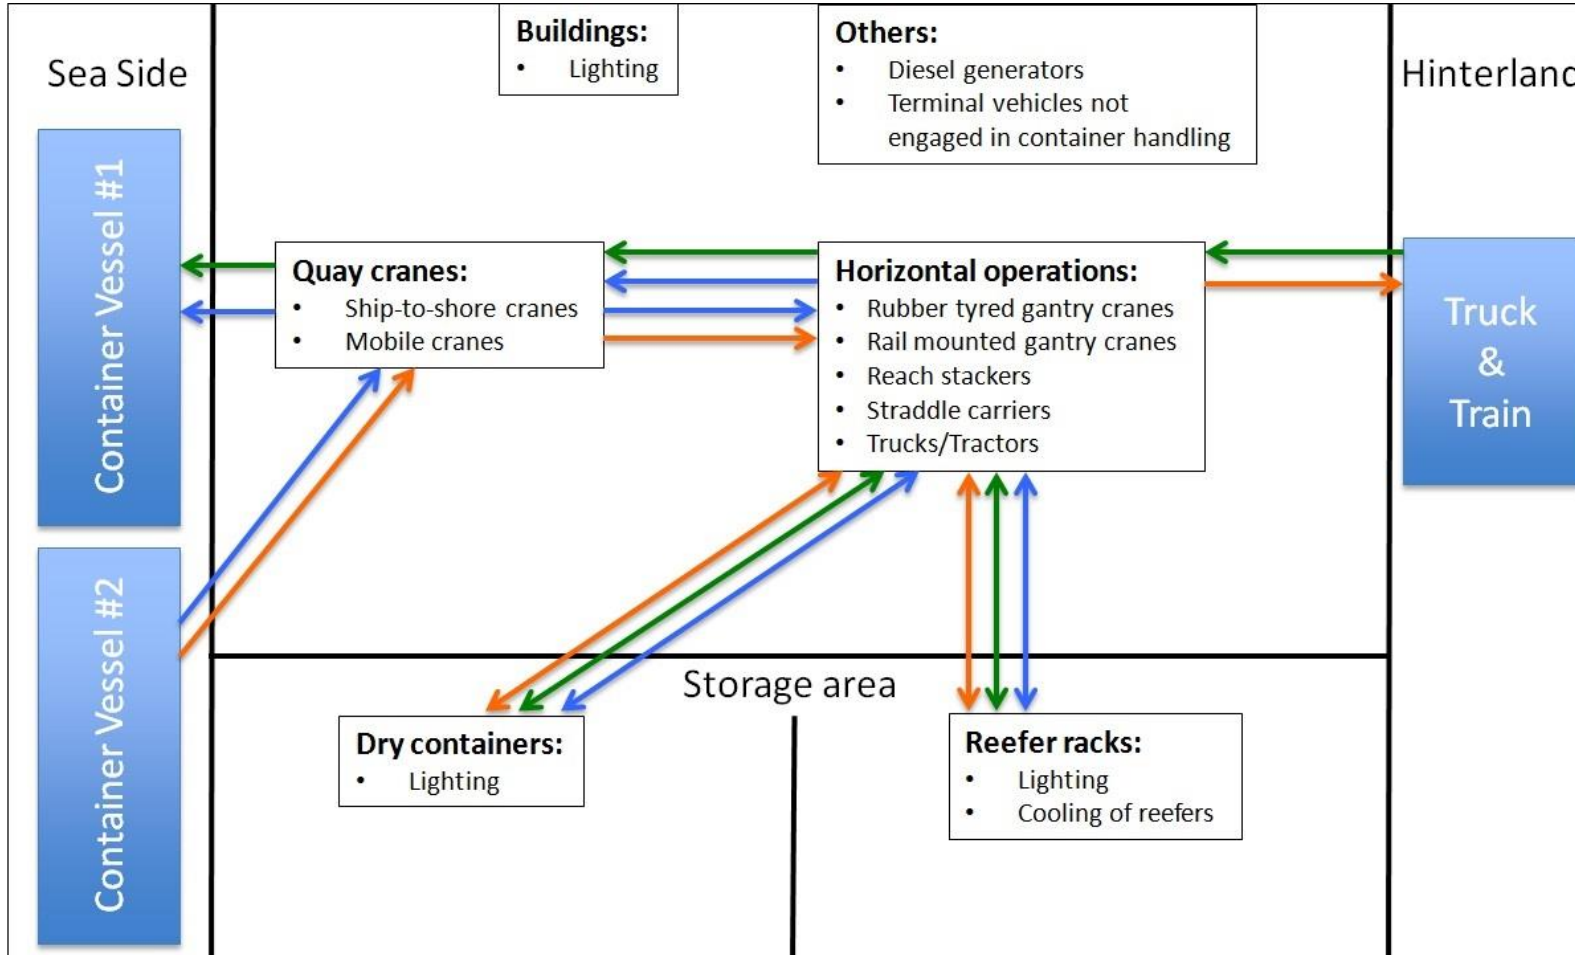 Sea Side
Buildings:
• Lighting
Others:
• Diesel generators
• Terminal vehicles not
engaged in container handling
Hinterland
Container Vessel #1
Quay cranes:
• Ship-to-shore cranes
• Mobile cranes
Horizontal operations:
• Rubber tyred gantry cranes
• Rail mounted gantry cranes
• Reach stackers
• Straddle carriers
• Trucks/Tractors
Truck
&
Train
Container Vessel #2
Storage area
Dry containers:
• Lighting
Reefer racks:
• Lighting
• Cooling of reefers